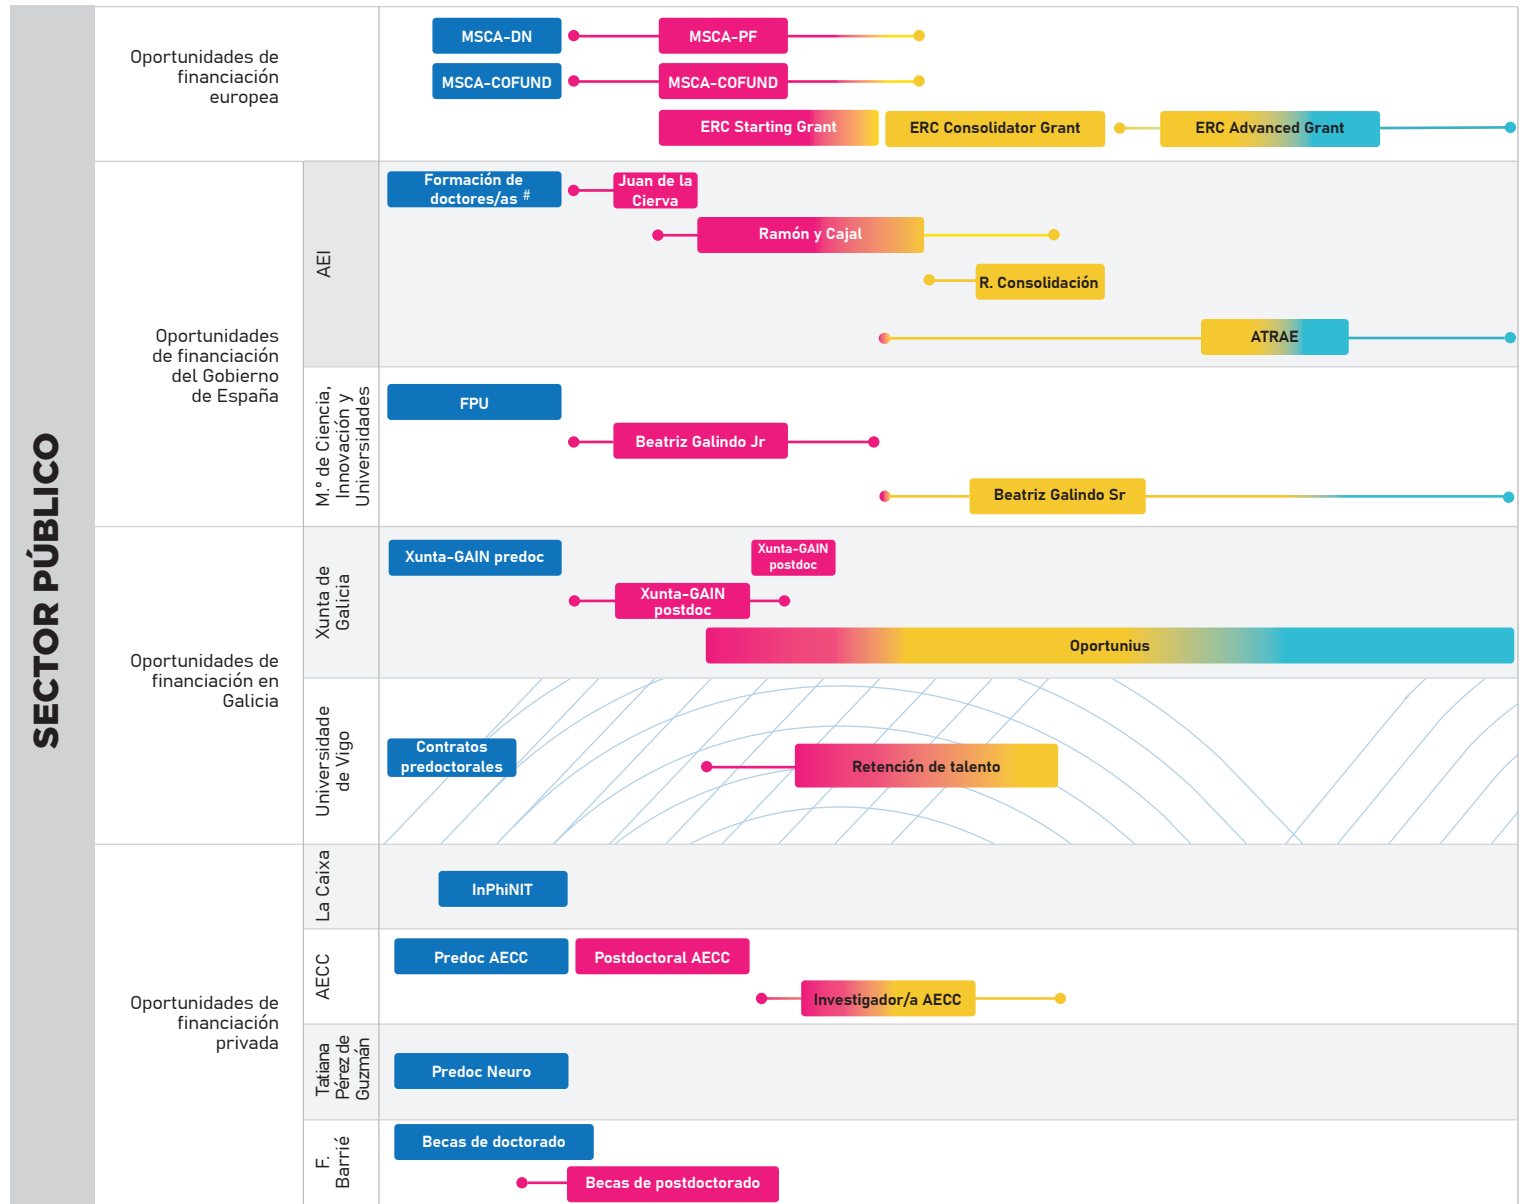 SECTOR PÚBLICO
Oportunidades de
financiación
europea
MSCA-DN
MSCA-PF
MSCA-COFUND
MSCA-COFUND
ERC Starting Grant
ERC Consolidator Grant
ERC Advanced Grant
Oportunidades
de financiación
del Gobierno
de España
AEI
Formación de
doctores/as #
Juan de la
Cierva
Ramón y Cajal
R. Consolidación
ATRAE
M.º de Ciencia,
Innovación y
Universidades
FPU
Beatriz Galindo Jr
Beatriz Galindo Sr
Oportunidades de
financiación en
Galicia
Xunta de
Galicia
Xunta-GAIN predoc
Xunta-GAIN
postdoc
Xunta-GAIN
postdoc
Oportunius
Universidade
de Vigo
Contratos
predoctorales
Retención de talento
Oportunidades de
financiación
privada
La Caixa
InPhiNIT
AECC
Predoc AECC
Postdoctoral AECC
Investigador/a AECC
Tatiana
Pérez de
Guzmán
Predoc Neuro
F.
Barrié
Becas de doctorado
Becas de postdoctorado